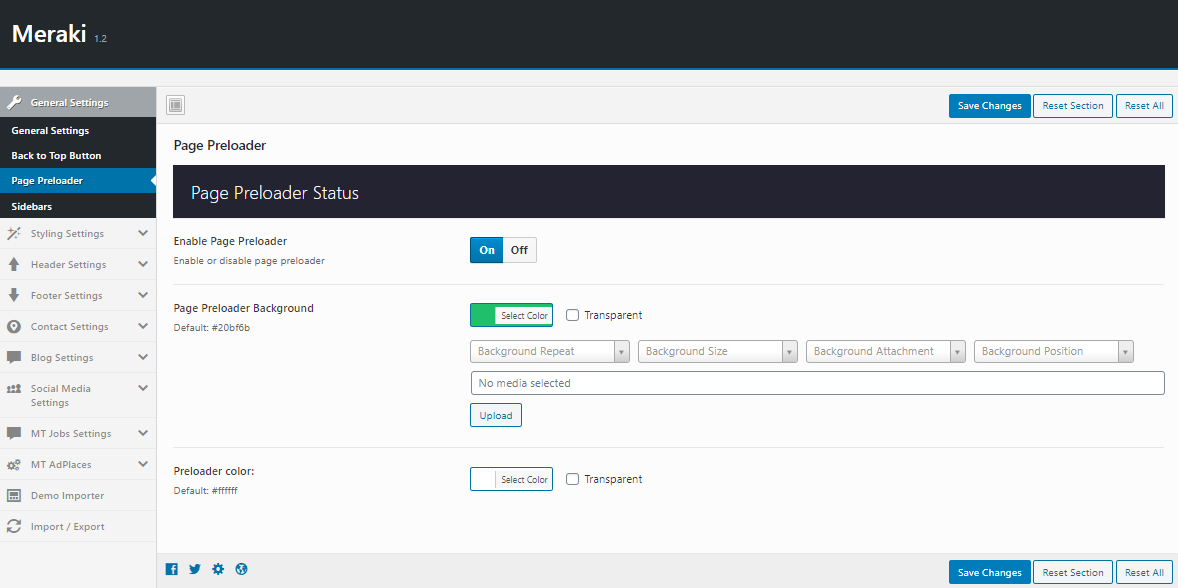 Meraki 1.2
General Settings
General Settings
Back to Top Button
Page Preloader
Sidebars
Styling Settings
Header Settings
Footer Settings
Contact Settings
Blog Settings
Social Media
Settings
MT Jobs Settings
MT AdPlaces
Demo Importer
Import / Export
Save Changes Reset Section Reset All
Page Preloader
Page Preloader Status
Enable Page Preloader
Enable or disable page preloader
On Off
Page Preloader Background
Default: #20bf6b
Select Color Transparent
Background Repeat Background Size Background Attachment Background Position
No media selected
Upload
Preloader color:
Default: #ffffff
Select Color Transparent
Save Changes Reset Section Reset All